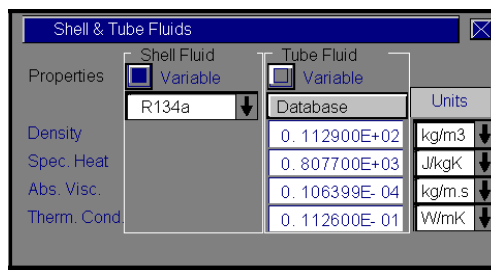 Shell & Tube Fluids
Shell Fluid Tube Fluid
Properties Variable Variable
R134a Database Units
Density 0. 112900E+02 kg/m3
Spec. Heat 0. 807700E+03 J/kgK
Abs. Visc. 0. 106399E- 04 kg/m.s
Therm. Cond. 0. 112600E- 01 W/mK